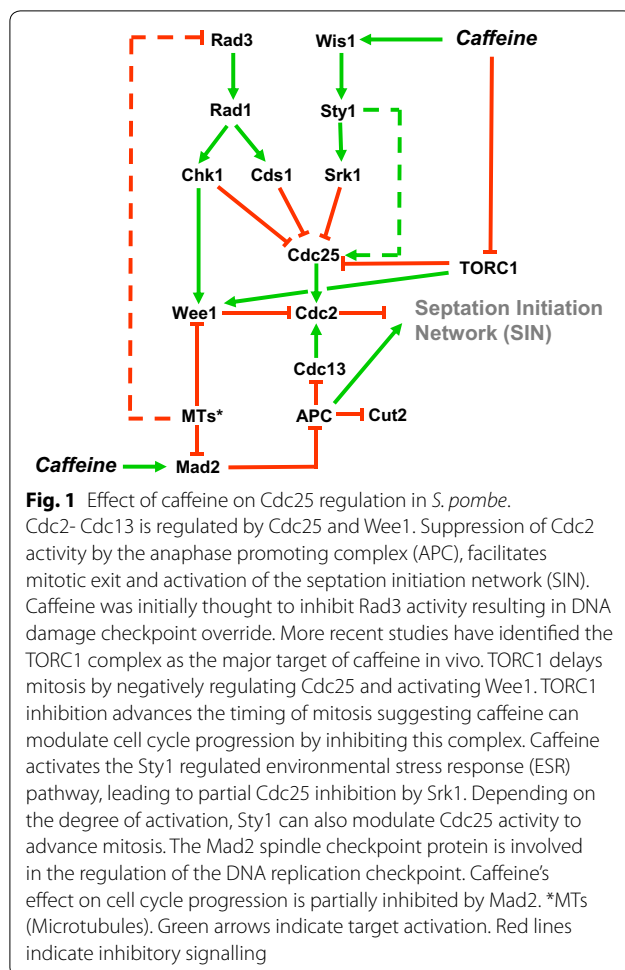 Rad3 Wis1 Caffeine
Rad1 Sty1
Chk1 Cds1 Srk1
Cdc25 TORC1
Wee1 Cdc2 Septation Initiation
Network (SIN)
Cdc13
MTs* APC Cut2
Caffeine Mad2
Fig. 1 Effect of caffeine on Cdc25 regulation in S. pombe.
Cdc2- Cdc13 is regulated by Cdc25 and Wee1. Suppression of Cdc2
activity by the anaphase promoting complex (APC), facilitates
mitotic exit and activation of the septation initiation network (SIN).
Caffeine was initially thought to inhibit Rad3 activity resulting in DNA
damage checkpoint override. More recent studies have identified the
TORC1 complex as the major target of caffeine in vivo. TORC1 delays
mitosis by negatively regulating Cdc25 and activating Wee1. TORC1
inhibition advances the timing of mitosis suggesting caffeine can
modulate cell cycle progression by inhibiting this complex. Caffeine
activates the Sty1 regulated environmental stress response (ESR)
pathway, leading to partial Cdc25 inhibition by Srk1. Depending on
the degree of activation, Sty1 can also modulate Cdc25 activity to
advance mitosis. The Mad2 spindle checkpoint protein is involved
in the regulation of the DNA replication checkpoint. Caffeine's
effect on cell cycle progression is partially inhibited by Mad2. *MTs
(Microtubules). Green arrows indicate target activation. Red lines
indicate inhibitory signalling